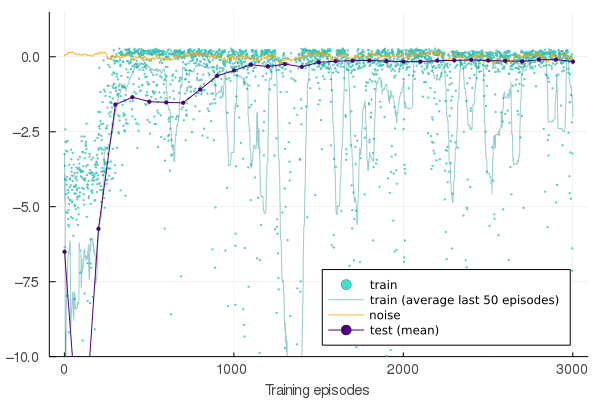 0.0
−2.5
−5.0
−7.5
−10.0
0
1000
2000
3000
Training episodes
train
train (average last 50 episodes)
noise
test (mean)